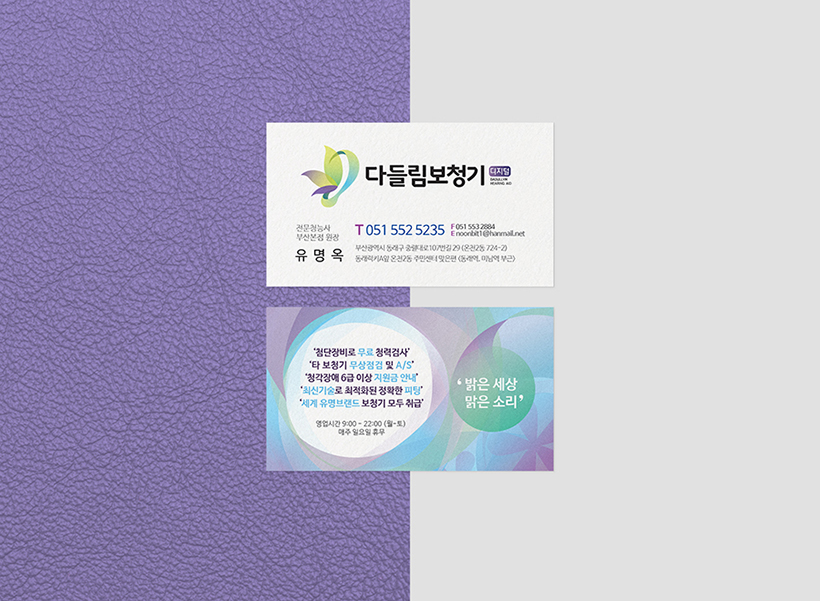 다들림보청기 디지털
DADULLIM
HEARING AID
전문청능사
부산본점 원장
유 명 옥
T 051 552 5235
F 051 553 2884
E noonbit1@hanmail.net
부산광역시 동래구 충렬대로107번길 29 (온천2동 724-2)
동래럭키A앞 온천2동 주민센터 맞은편 (동래역, 미남역 부근)
‘첨단장비로 무료 청력검사’
‘타 보청기 무상점검 및 A/S’
‘청각장애 6급 이상 지원금 안내’
‘최신기술로 최적화된 정확한 피팅’
‘세계 유명브랜드 보청기 모두 취급’
영업시간 9:00 ~ 22:00 (월-토)
매주 일요일 휴무
‘밝은 세상
맑은 소리’